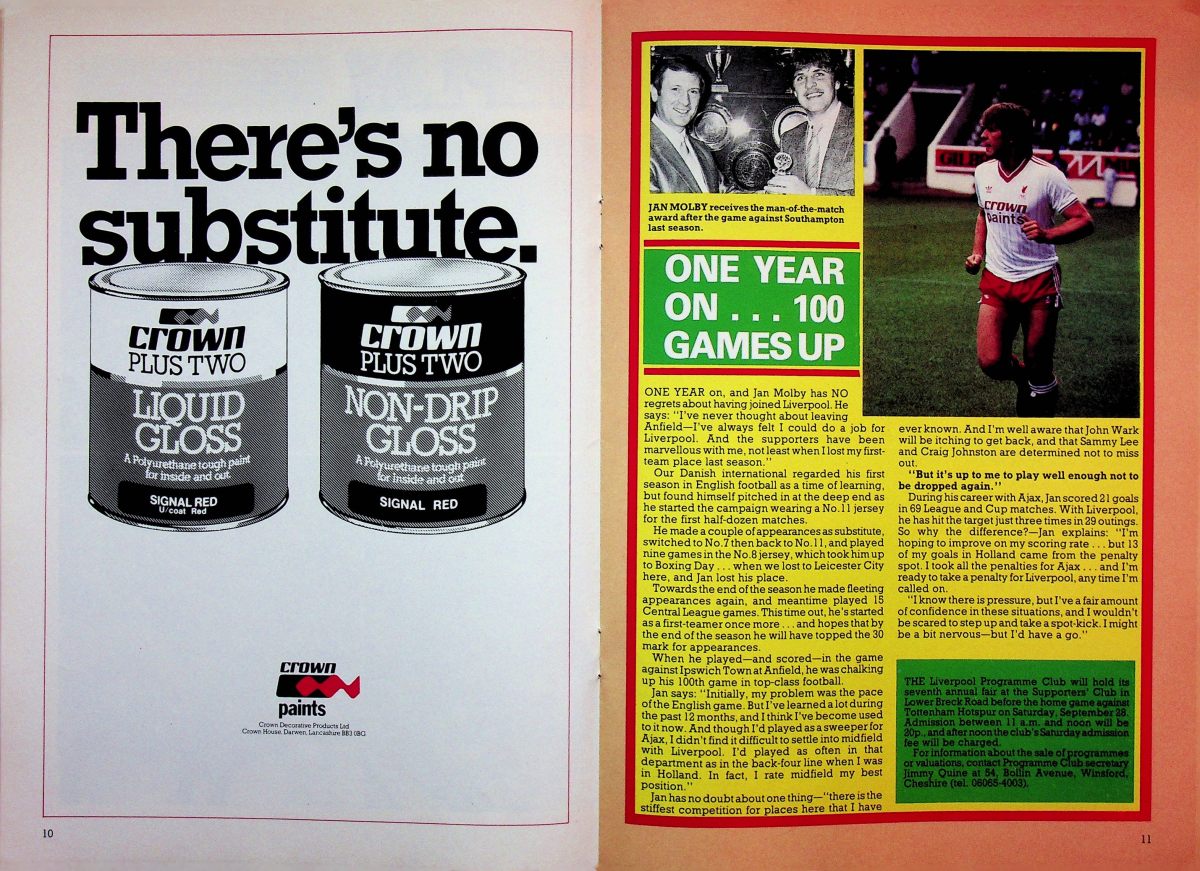 There's no
substitute.
crown
PLUS TWO
LIQUID
GLOSS
A Polyurethane tough paint
for inside and out
SIGNAL RED
U/coat Red
crown
PLUS TWO
NON-DRIP
GLOSS
A Polyurethane tough paint
for inside and out
SIGNAL RED
crown
paints
Crown Decorative Products Ltd
Crown House, Darwen, Lancashire BB3 0BG.
10
JAN MOLBY receives the man-of-the-match
award after the game against Southampton
last season.
ONE YEAR
ON . . . 100
GAMES UP
ONE YEAR on, and Jan Molby has NO
regrets about having joined Liverpool. He
says: "I've never thought about leaving
Anfield—I've always felt I could do a job for
Liverpool. And the supporters have been
marvellous with me, not least when I lost my first-
team place last season."
Our Danish international regarded his first
season in English football as a time of learning,
but found himself pitched in at the deep end as
he started the campaign wearing a No.11 jersey
for the first half-dozen matches.
He made a couple of appearances as substitute,
switched to No.7 then back to No.11, and played
nine games in the No.8 jersey, which took him up
to Boxing Day . . . when we lost to Leicester City
here, and Jan lost his place.
Towards the end of the season he made fleeting
appearances again, and meantime played 15
Central League games. This time out, he's started
as a first-teamer once more . . . and hopes that by
the end of the season he will have topped the 30
mark for appearances.
When he played—and scored—in the game
against Ipswich Town at Anfield, he was chalking
up his 100th game in top-class football.
Jan says: "Initially, my problem was the pace
of the English game. But I've learned a lot during
the past 12 months, and I think I've become used
to it now. And though I'd played as a sweeper for
Ajax, I didn't find it difficult to settle into midfield
with Liverpool. I'd played as often in that
department as in the back-four line when I was
in Holland. In fact, I rate midfield my best
position."
Jan has no doubt about one thing—"there is the
stiffest competition for places here that I have
crown
paints
ever known. And I'm well aware that John Wark
will be itching to get back, and that Sammy Lee
and Craig Johnston are determined not to miss
out.
"But it's up to me to play well enough not to
be dropped again."
During his career with Ajax, Jan scored 21 goals
in 69 League and Cup matches. With Liverpool,
he has hit the target just three times in 29 outings.
So why the difference?—Jan explains: "I'm
hoping to improve on my scoring rate . . . but 13
of my goals in Holland came from the penalty
spot. I took all the penalties for Ajax . . . and I'm
ready to take a penalty for Liverpool, any time I'm
called on.
"I know there is pressure, but I've a fair amount
of confidence in these situations, and I wouldn't
be scared to step up and take a spot-kick. I might
be a bit nervous—but I'd have a go."
THE Liverpool Programme Club will hold its
seventh annual fair at the Supporters' Club in
Lower Breck Road before the home game against
Tottenham Hotspur on Saturday, September 28.
Admission between 11 a.m. and noon will be
20p., and after noon the club's Saturday admission
fee will be charged.
For information about the sale of programmes
or valuations, contact Programme Club secretary
Jimmy Quine at 54, Bollin Avenue, Winsford,
Cheshire (tel. 06065-4003).
11